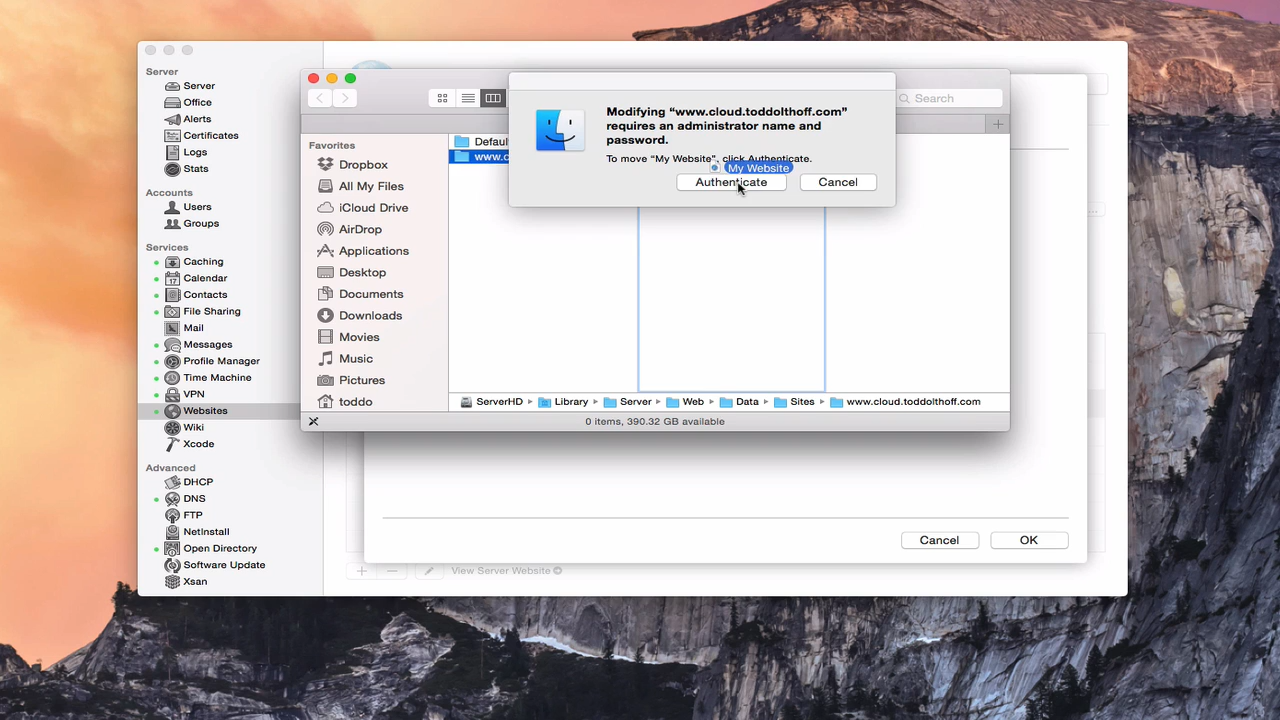 Server
Server
Office
Alerts
Certificates
Logs
Stats
Accounts
Users
Groups
Services
Caching
Calendar
17
Contacts
File Sharing
Mail
Messages
Profile Manager
Time Machine
VPN
Websites
Wiki
Xcode
Advanced
DHCP
DNS
FTP
NetInstall
Open Directory
Software Update
Xsan
Search
Favorites
Dropbox
All My Files
iCloud Drive
AirDrop
Applications
Desktop
Documents
Downloads
Movies
Music
Pictures
toddo
Defaul
www.c
Modifying “www.cloud.toddolthoff.com”
requires an administrator name and
password.
To move “My Website”, click Authenticate.
My Website
Authenticate
Cancel
ServerHD Library Server Web Data Sites www.cloud.toddolthoff.com
0 items, 390.32 GB available
Cancel
OK
View Server Website